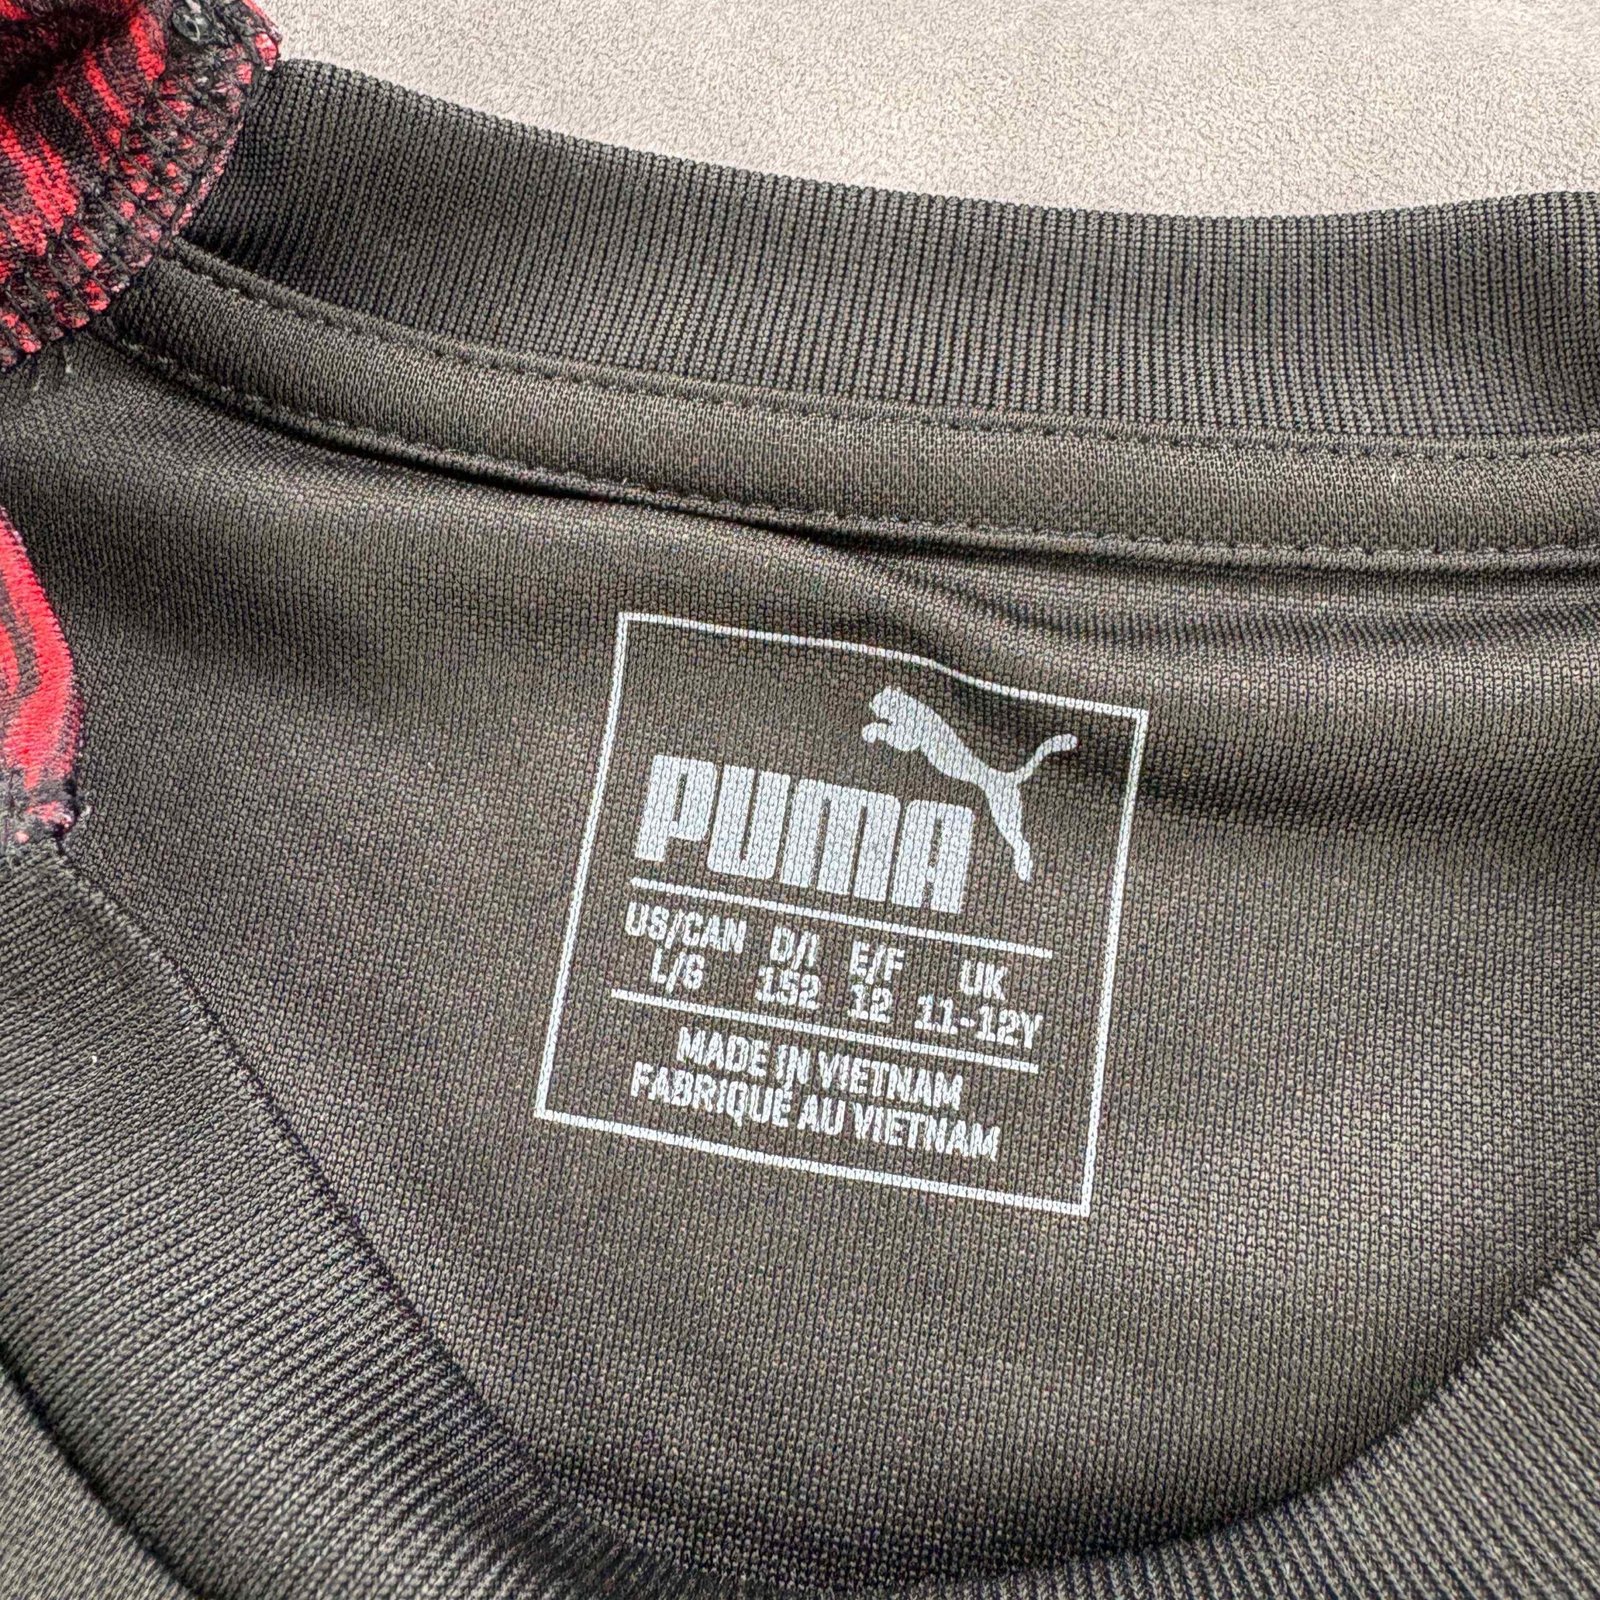 PUMA
US/CAN D/I E/F UK
L/G 152 12 11-12Y
MADE IN VIETNAM
FABRIQUÉ AU VIETNAM